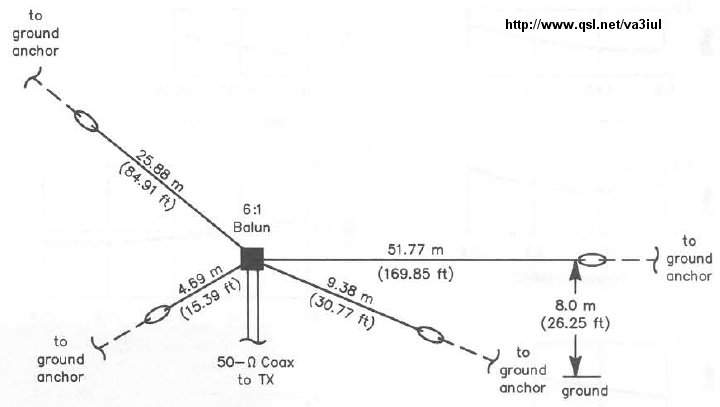 to
ground
anchor
http://www.qsl.net/va3iul
25.88 m
(84.91 ft)
6:1
Balun
51.77 m
(169.85 ft)
to
ground
anchor
4.69 m
(15.39 ft)
9.38 m
(30.77 ft)
8.0 m
(26.25 ft)
to
ground
anchor
50-Ω Coax
to TX
to
ground
anchor
ground